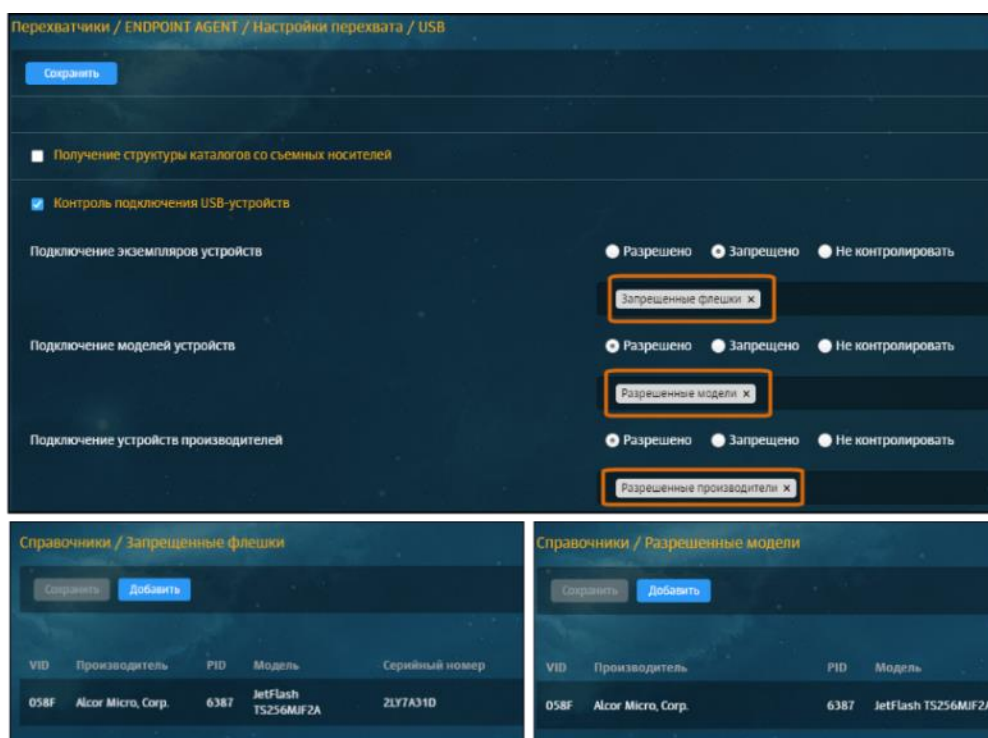 Перехватчики / ENDPOINT AGENT / Настройки перехвата / USB
Сохранить
Получение структуры каталогов со съемных носителей
Контроль подключения USB-устройств
Подключение экземпляров устройств Разрешено Запрещено Не контролировать
Запрещенные флешки ×
Подключение моделей устройств Разрешено Запрещено Не контролировать
Разрешенные модели ×
Подключение устройств производителей Разрешено Запрещено Не контролировать
Разрешенные производители ×
Справочники / Запрещенные флешки
Сохранить Добавить
VID Производитель PID Модель Серийный номер
058F Alcor Micro, Corp. 6387 JetFlash
TS256MJF2A 2LY7A31D
Справочники / Разрешенные модели
Сохранить Добавить
VID Производитель PID Модель
058F Alcor Micro, Corp. 6387 JetFlash TS256MJF2A